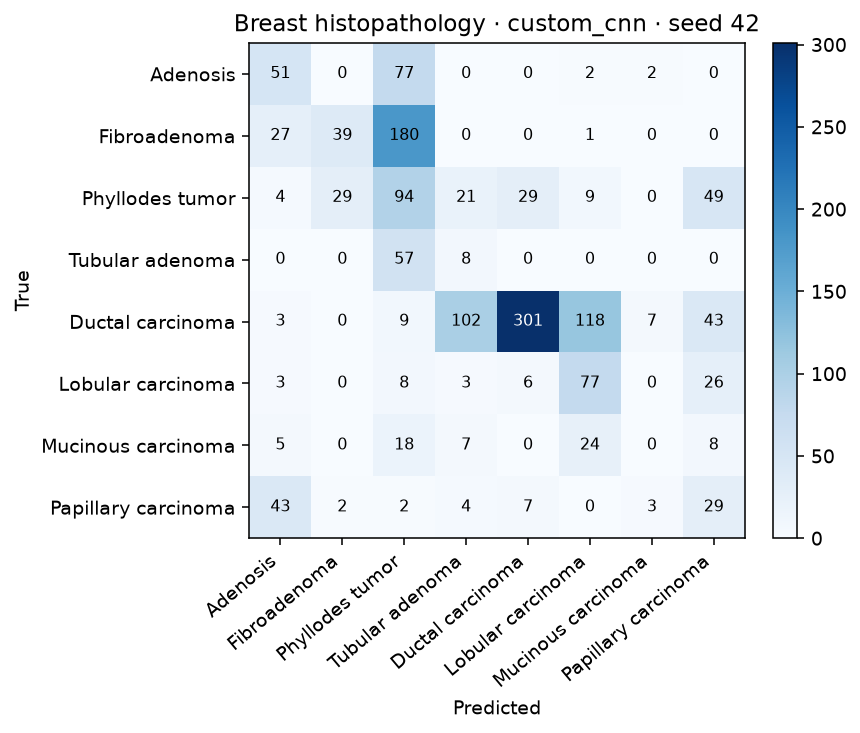 Breast histopathology · custom_cnn · seed 42
True
Adenosis 51 0 77 0 0 2 2 0
Fibroadenoma 27 39 180 0 0 1 0 0
Phyllodes tumor 4 29 94 21 29 9 0 49
Tubular adenoma 0 0 57 8 0 0 0 0
Ductal carcinoma 3 0 9 102 301 118 7 43
Lobular carcinoma 3 0 8 3 6 77 0 26
Mucinous carcinoma 5 0 18 7 0 24 0 8
Papillary carcinoma 43 2 2 4 7 0 3 29
Adenosis
Fibroadenoma
Phyllodes tumor
Tubular adenoma
Ductal carcinoma
Lobular carcinoma
Mucinous carcinoma
Papillary carcinoma
Predicted
300
250
200
150
100
50
0